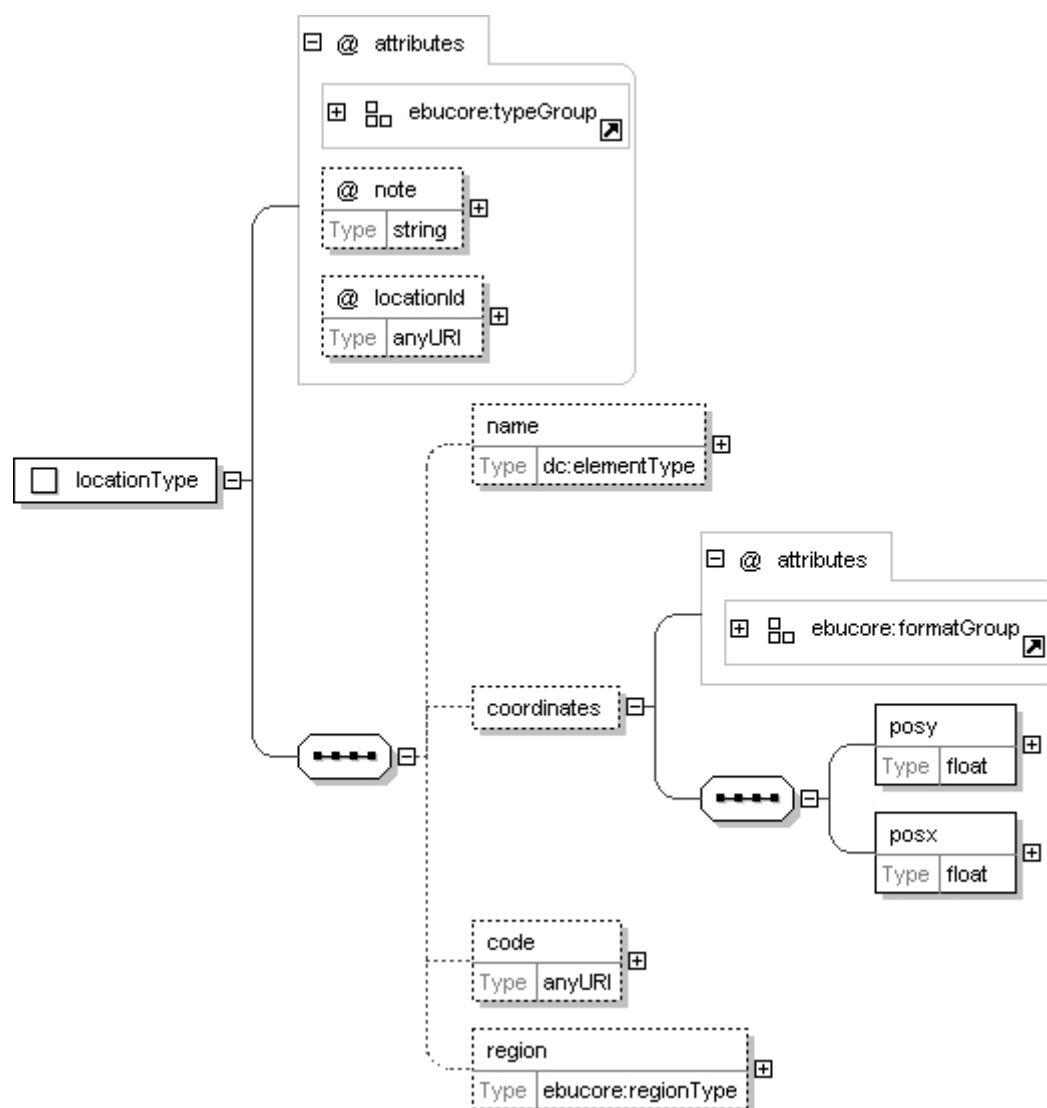 @ attributes
ebucore:typeGroup
@ note
Type string
@ locationId
Type anyURI
locationType
name
Type dc:elementType
@ attributes
ebucore:formatGroup
coordinates
posy
Type float
posx
Type float
code
Type anyURI
region
Type ebucore:regionType